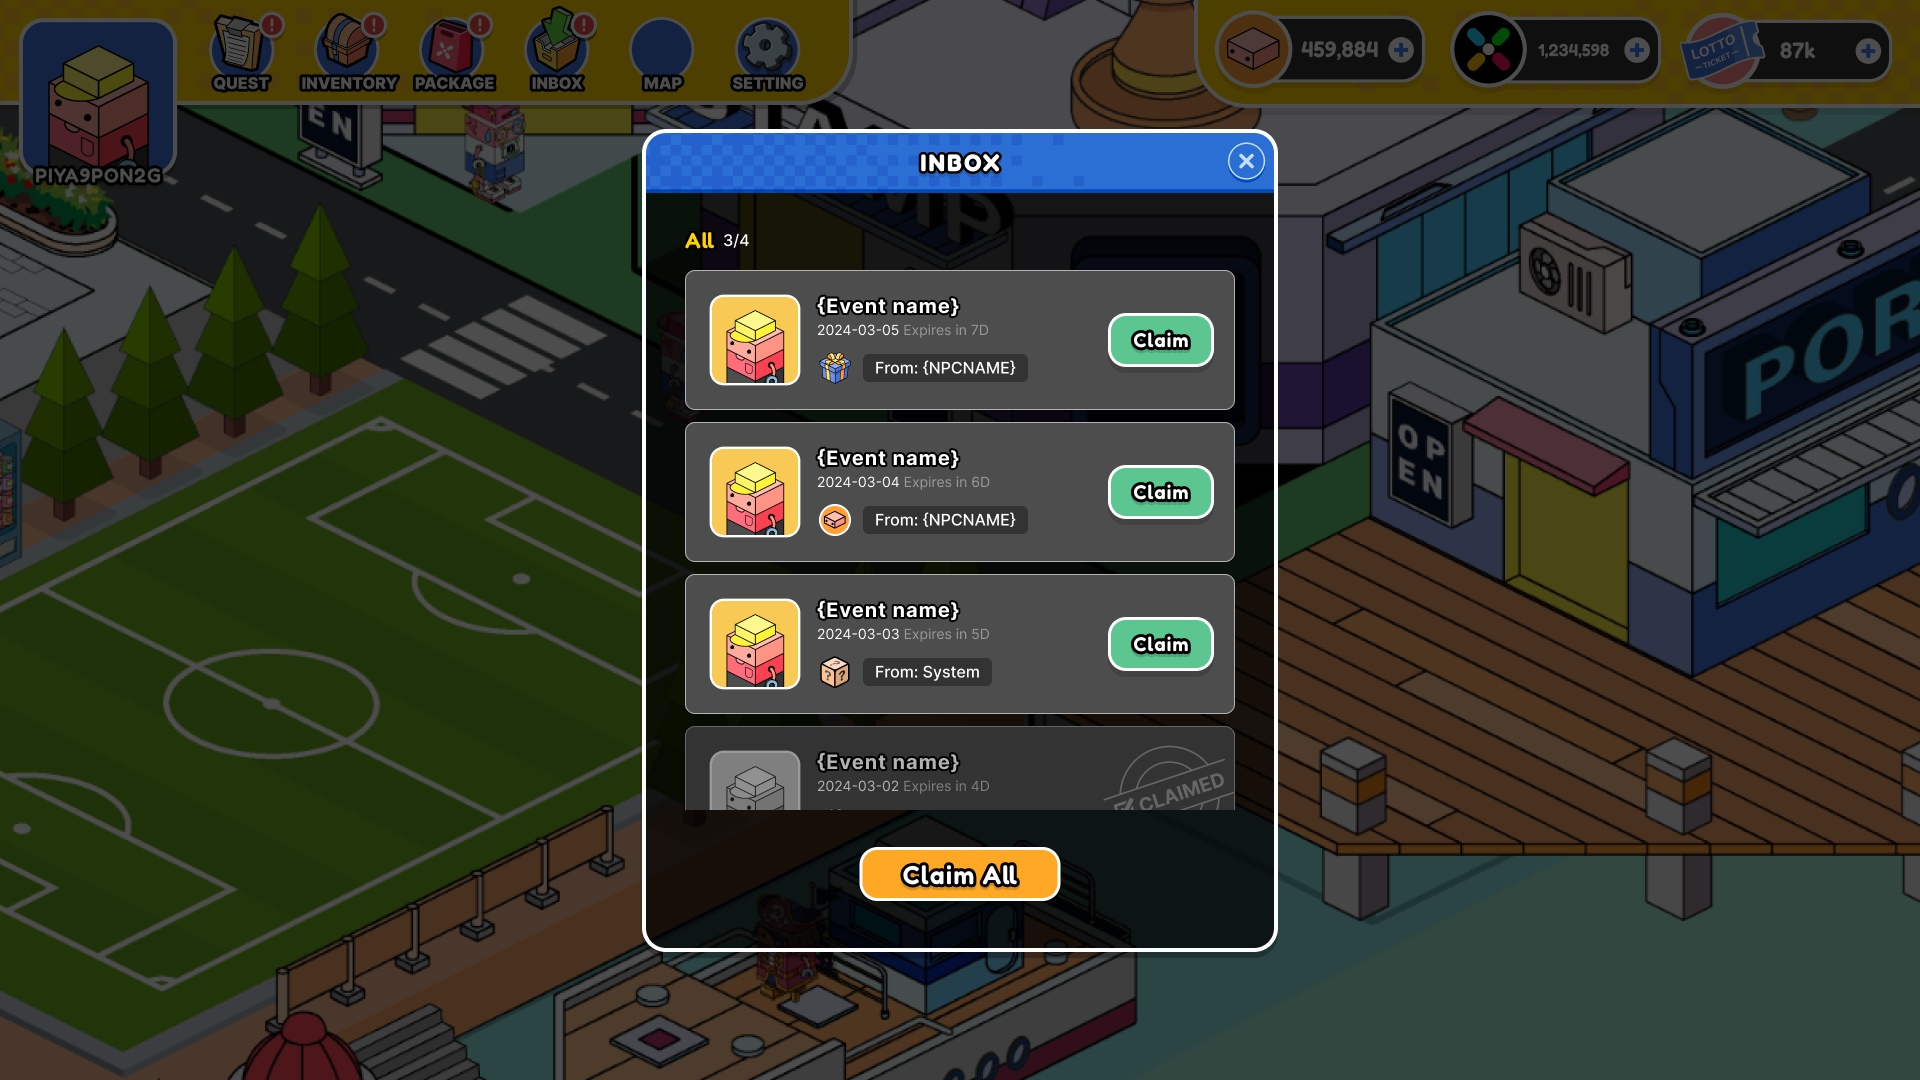 QUEST
INVENTORY
PACKAGE
INBOX
MAP
SETTING
459,884
1,234,598
LOTTO
TICKET
87k
PIYA9PON2G
EN
INBOX
All 3/4
{Event name}
2024-03-05 Expires in 7D
From: {NPCNAME}
Claim
{Event name}
2024-03-04 Expires in 6D
From: {NPCNAME}
Claim
{Event name}
2024-03-03 Expires in 5D
From: System
Claim
{Event name}
2024-03-02 Expires in 4D
CLAIMED
Claim All
OP
EN
POR